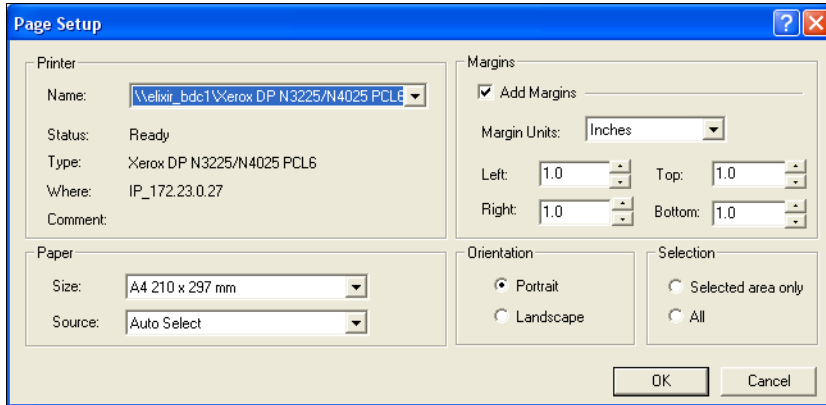 Page Setup
Printer
Name: \\elixir_bdc1\Xerox DP N3225/N4025 PCL6
Status: Ready
Type: Xerox DP N3225/N4025 PCL6
Where: IP_172.23.0.27
Comment:
Margins
Add Margins
Margin Units: Inches
Left: 1.0 Top: 1.0
Right: 1.0 Bottom: 1.0
Paper
Size: A4 210 x 297 mm
Source: Auto Select
Orientation
Portrait
Landscape
Selection
Selected area only
All
OK Cancel